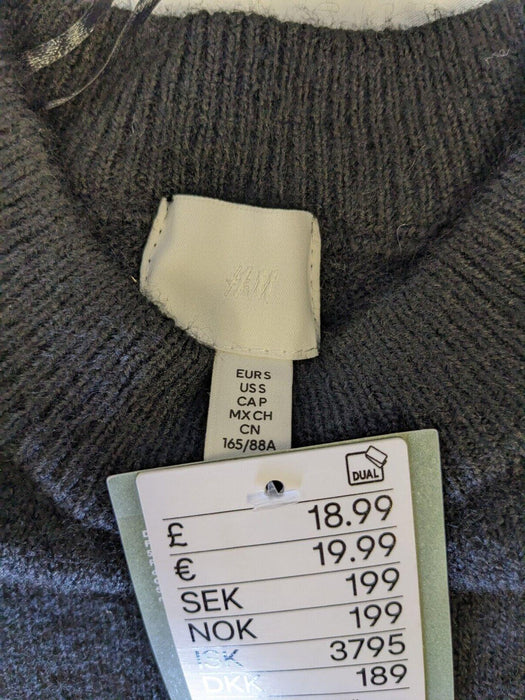 H&M
EUR S
US S
CA P
MX CH
CN
165/88A
DUAL
£ 18.99
€ 19.99
SEK 199
NOK 199
ISK 3795
DKK 189